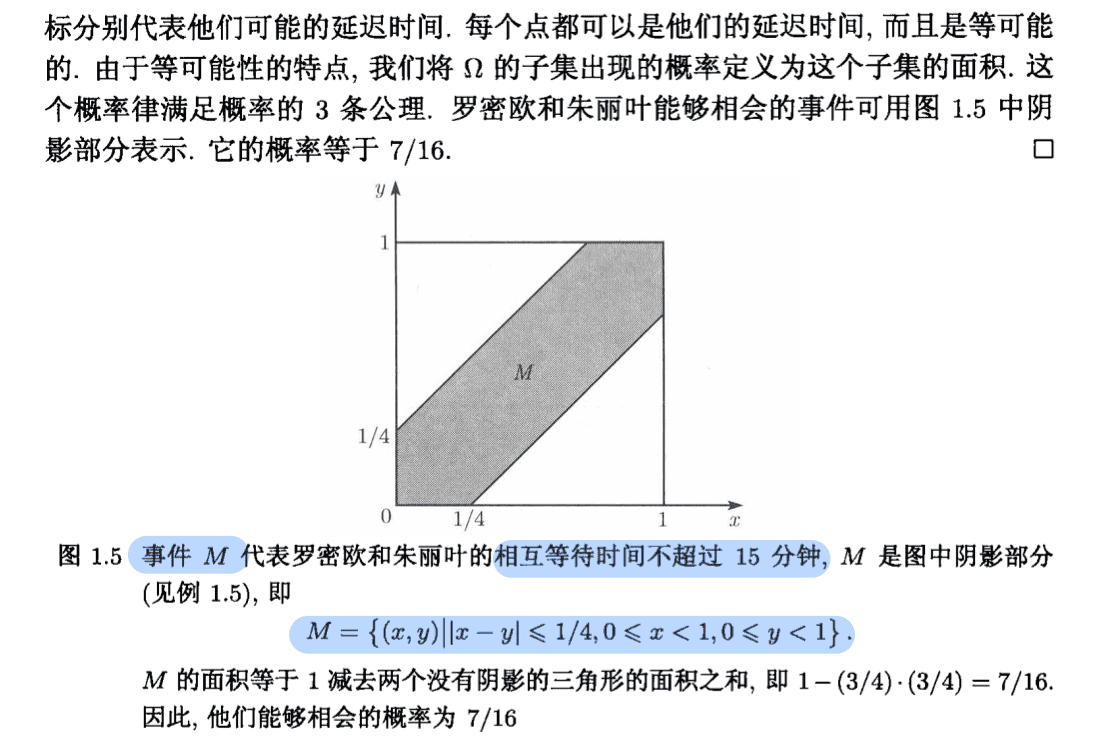 标分别代表他们可能的延迟时间. 每个点都可以是他们的延迟时间, 而且是等可能
的. 由于等可能性的特点, 我们将 Ω 的子集出现的概率定义为这个子集的面积. 这
个概率律满足概率的 3 条公理. 罗密欧和朱丽叶能够相会的事件可用图 1.5 中阴
影部分表示. 它的概率等于 7/16. □
y
1
M
1/4
0 1/4 1 x
图 1.5 事件 M 代表罗密欧和朱丽叶的相互等待时间不超过 15 分钟, M 是图中阴影部分
(见例 1.5), 即
M = {(x, y)||x − y| ⩽ 1/4, 0 ⩽ x < 1, 0 ⩽ y < 1} .
M 的面积等于 1 减去两个没有阴影的三角形的面积之和, 即 1 − (3/4) · (3/4) = 7/16.
因此, 他们能够相会的概率为 7/16